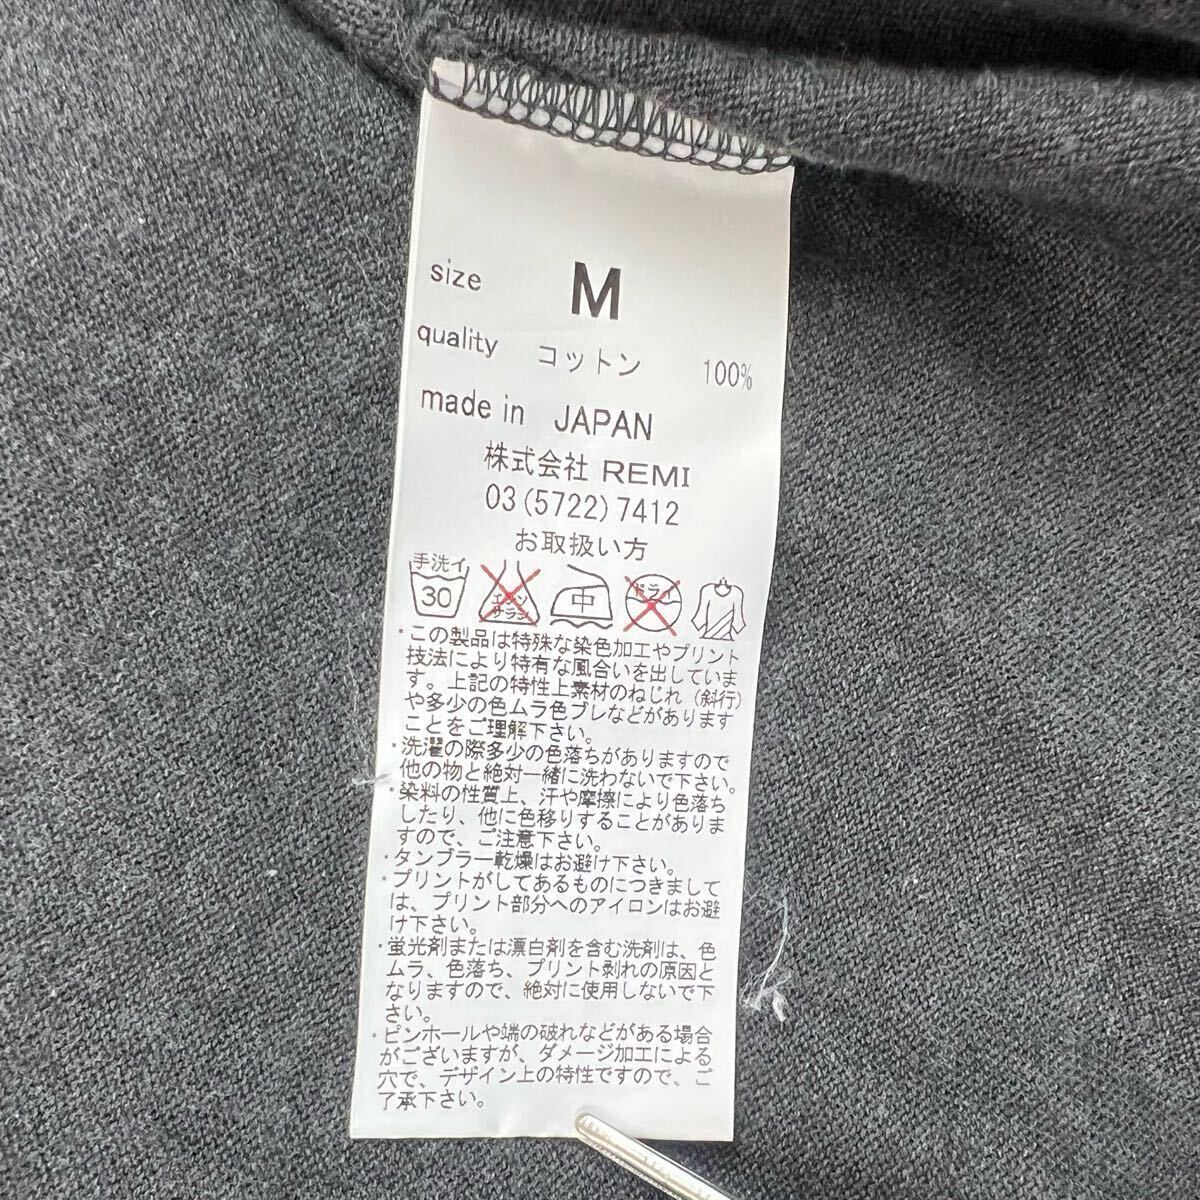 size M
quality コットン 100%
made in JAPAN
株式会社 REMI
03(5722)7412
お取扱い方
手洗イ
30 エンソ サラシ 中 ドライ
・この製品は特殊な染色加工やプリント
技法により特有な風合いを出していま
す。上記の特性上素材のねじれ(斜行)
や多少の色ムラ色ブレなどがあります
ことをご理解下さい。
・洗濯の際多少の色落ちがありますので
他の物と絶対一緒に洗わないで下さい。
・染料の性質上、汗や摩擦により色落ち
したり、他に色移りすることがありま
すので、ご注意下さい。
・タンブラー乾燥はお避け下さい。
・プリントがしてあるものにつきまして
は、プリント部分へのアイロンはお避
け下さい。
・蛍光剤または漂白剤を含む洗剤は、色
ムラ、色落ち、プリント剥れの原因と
なりますので、絶対に使用しないで下
さい。
・ピンホールや端の破れなどがある場合
がございますが、ダメージ加工による
穴で、デザイン上の特性ですので、ご
了承下さい。